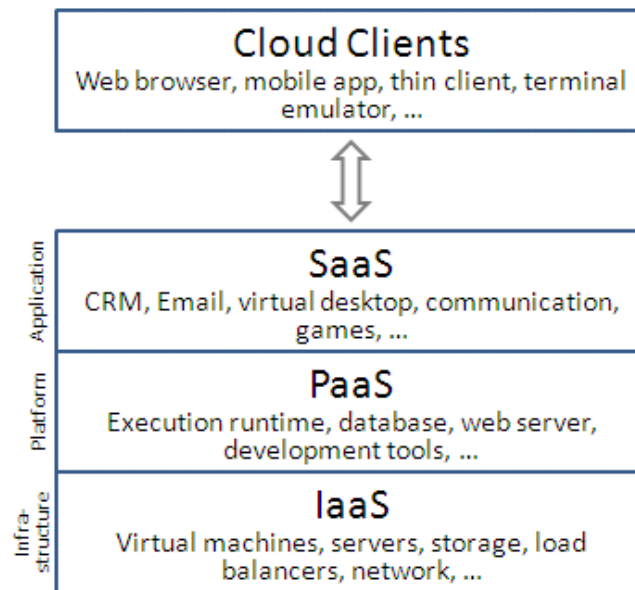 Cloud Clients
Web browser, mobile app, thin client, terminal
emulator, ...
Application
SaaS
CRM, Email, virtual desktop, communication,
games, ...
Platform
PaaS
Execution runtime, database, web server,
development tools, ...
Infra-
structure
IaaS
Virtual machines, servers, storage, load
balancers, network, ...